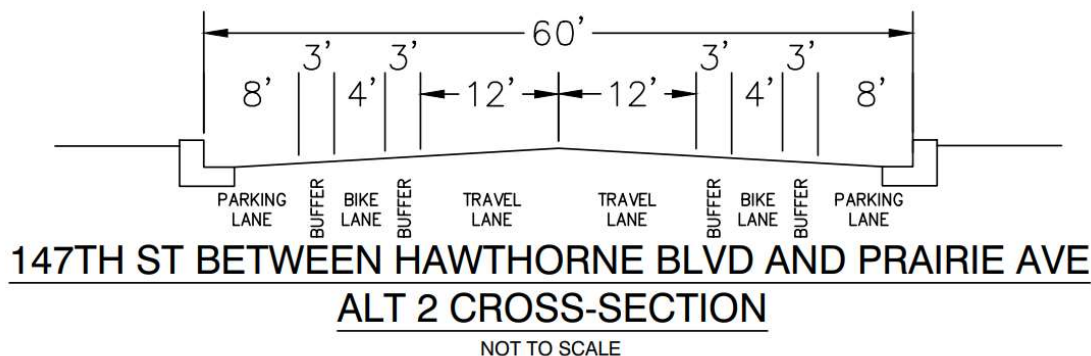 60'
3' 3' 3' 3'
8' 4' 12' 12' 4' 8'
PARKING LANE BUFFER BIKE LANE BUFFER TRAVEL LANE TRAVEL LANE BUFFER BIKE LANE BUFFER PARKING LANE
147TH ST BETWEEN HAWTHORNE BLVD AND PRAIRIE AVE
ALT 2 CROSS-SECTION
NOT TO SCALE